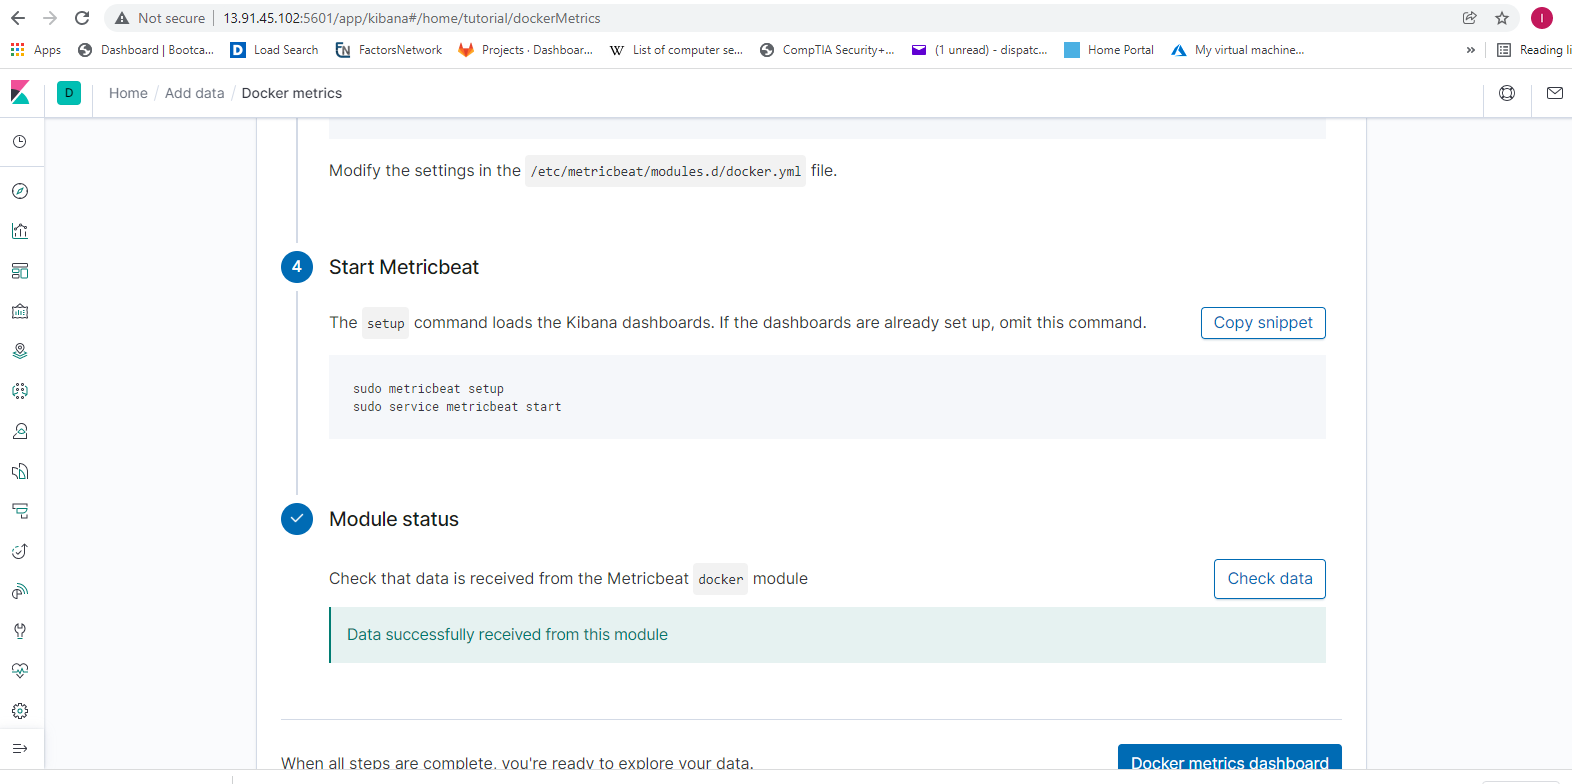 Not secure | 13.91.45.102:5601/app/kibana#/home/tutorial/dockerMetrics
I
Apps Dashboard | Bootca... Load Search FactorsNetwork Projects · Dashboar... List of computer se... CompTIA Security+... (1 unread) - dispatc... Home Portal My virtual machine... » Reading li
D Home / Add data / Docker metrics
Modify the settings in the /etc/metricbeat/modules.d/docker.yml file.
4 Start Metricbeat
The setup command loads the Kibana dashboards. If the dashboards are already set up, omit this command. Copy snippet
sudo metricbeat setup
sudo service metricbeat start
Module status
Check that data is received from the Metricbeat docker module Check data
Data successfully received from this module
When all steps are complete, you're ready to explore your data. Docker metrics dashboard